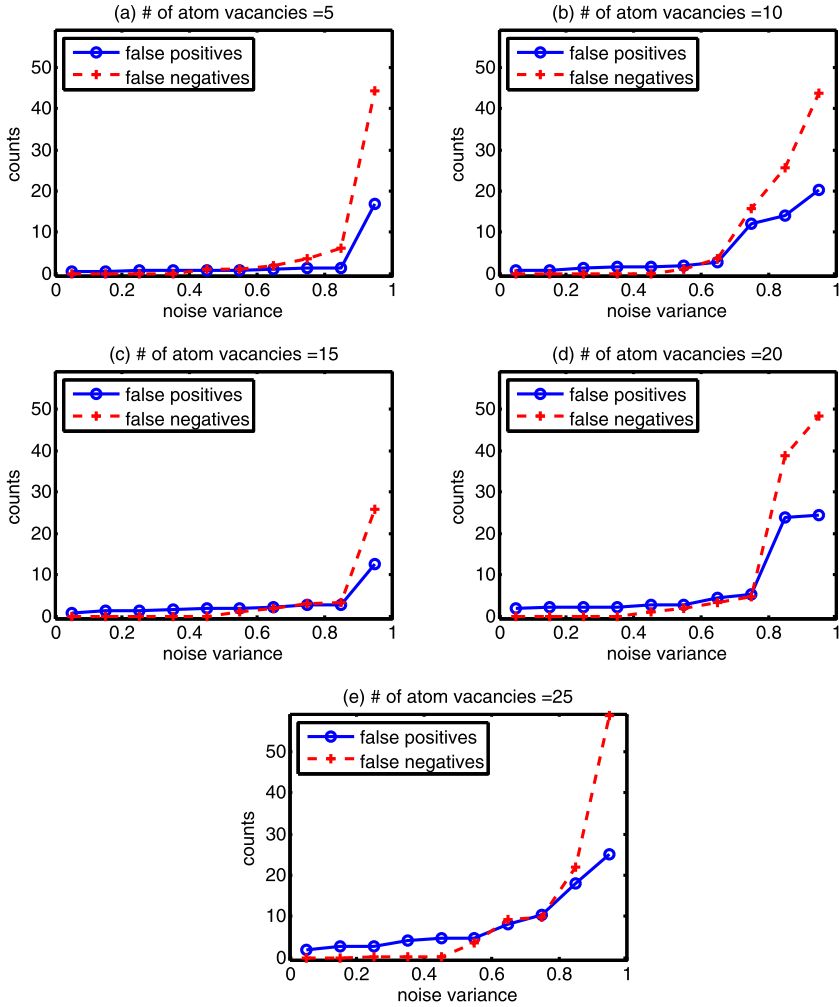 (a) # of atom vacancies =5
false positives
false negatives
50
40
30
20
10
0
counts
0 0.2 0.4 0.6 0.8 1
noise variance
(b) # of atom vacancies =10
false positives
false negatives
50
40
30
20
10
0
counts
0 0.2 0.4 0.6 0.8 1
noise variance
(c) # of atom vacancies =15
false positives
false negatives
50
40
30
20
10
0
counts
0 0.2 0.4 0.6 0.8 1
noise variance
(d) # of atom vacancies =20
false positives
false negatives
50
40
30
20
10
0
counts
0 0.2 0.4 0.6 0.8 1
noise variance
(e) # of atom vacancies =25
false positives
false negatives
50
40
30
20
10
0
counts
0 0.2 0.4 0.6 0.8 1
noise variance